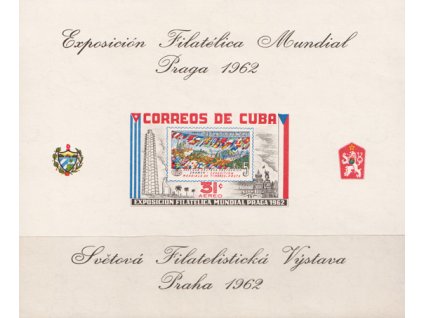 Exposición Filatélica Mundial
Praga 1962
CORREOS DE CUBA
31¢
AEREO
EXPOSICION FILATELICA MUNDIAL PRAGA 1962
Světová Filatelistická Výstava
Praha 1962